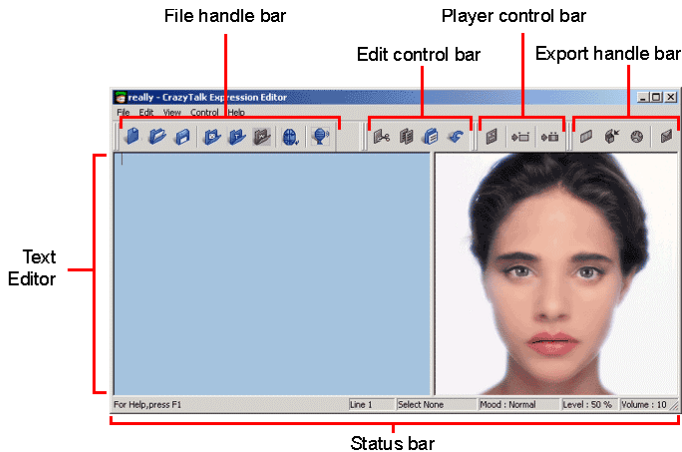 File handle bar
Player control bar
Edit control bar
Export handle bar
really - CrazyTalk Expression Editor
File Edit View Control Help
Text
Editor
For Help,press F1
Line 1
Select None
Mood : Normal
Level : 50 %
Volume : 10
Status bar